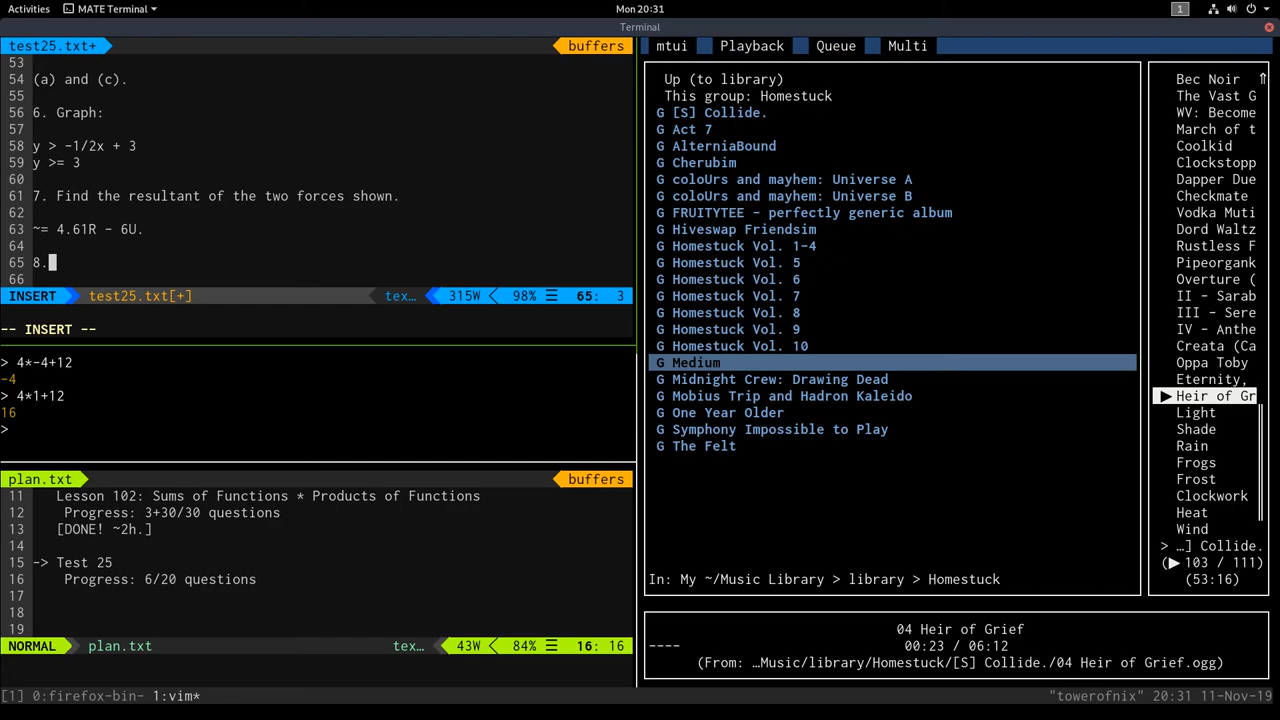 Activities MATE Terminal Mon 20:31 1
Terminal
test25.txt+ buffers
53
54 (a) and (c).
55
56 6. Graph:
57
58 y > -1/2x + 3
59 y >= 3
60
61 7. Find the resultant of the two forces shown.
62
63 ~= 4.61R - 6U.
64
65 8.
66
INSERT test25.txt[+] tex… 315W 98% ☰ 65: 3
-- INSERT --
> 4*-4+12
-4
> 4*1+12
16
>
plan.txt buffers
11 Lesson 102: Sums of Functions * Products of Functions
12 Progress: 3+30/30 questions
13 [DONE! ~2h.]
14
15 -> Test 25
16 Progress: 6/20 questions
17
18
19
NORMAL plan.txt tex… 43W 84% ☰ 16: 16
mtui Playback Queue Multi
Up (to library)
This group: Homestuck
G [S] Collide.
G Act 7
G AlterniaBound
G Cherubim
G coloUrs and mayhem: Universe A
G coloUrs and mayhem: Universe B
G FRUITYTEE - perfectly generic album
G Hiveswap Friendsim
G Homestuck Vol. 1-4
G Homestuck Vol. 5
G Homestuck Vol. 6
G Homestuck Vol. 7
G Homestuck Vol. 8
G Homestuck Vol. 9
G Homestuck Vol. 10
G Medium
G Midnight Crew: Drawing Dead
G Mobius Trip and Hadron Kaleido
G One Year Older
G Symphony Impossible to Play
G The Felt
In: My ~/Music Library > library > Homestuck
Bec Noir ⇑
The Vast G
WV: Become
March of t
Coolkid
Clockstopp
Dapper Due
Checkmate
Vodka Muti
Dord Waltz
Rustless F
Pipeorgank
Overture (
II - Sarab
III - Sere
IV - Anthe
Creata (Ca
Oppa Toby
Eternity,
▶ Heir of Gr
Light
Shade
Rain
Frogs
Frost
Clockwork
Heat
Wind
> …] Collide.
(▶ 103 / 111)
(53:16)
04 Heir of Grief
---- 00:23 / 06:12
(From: …Music/library/Homestuck/[S] Collide./04 Heir of Grief.ogg)
[1] 0:firefox-bin- 1:vim* "towerofnix" 20:31 11-Nov-19